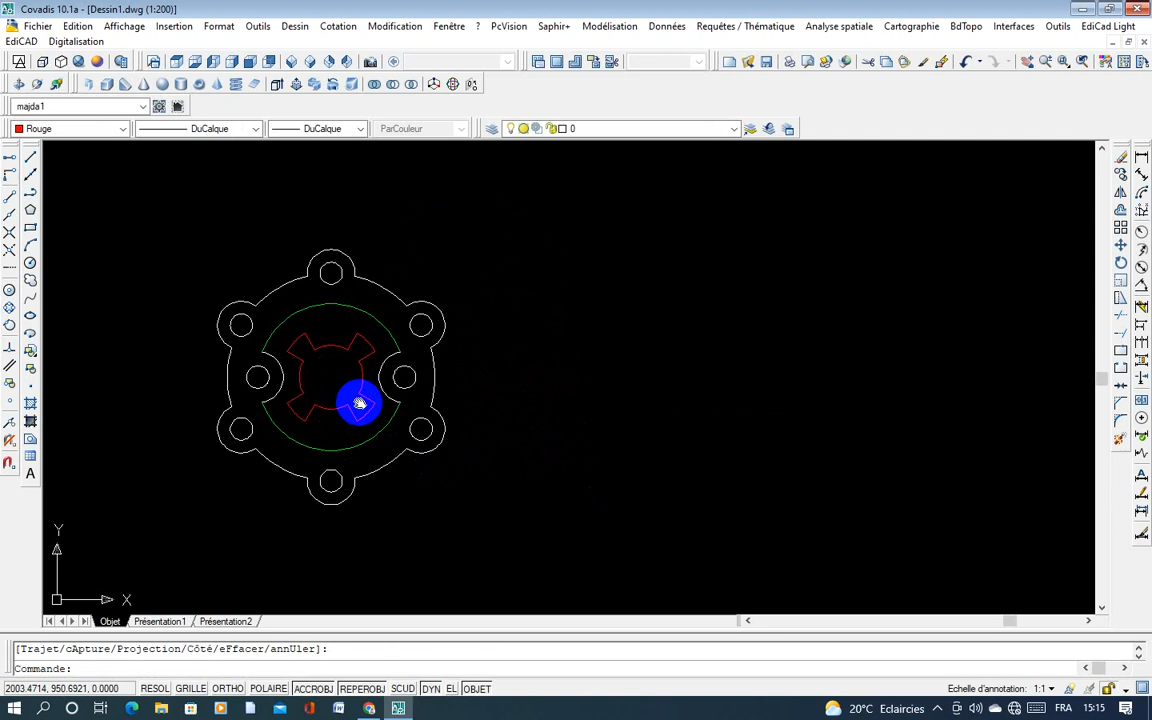 Covadis 10.1a - [Dessin1.dwg (1:200)]
Fichier Edition Affichage Insertion Format Outils Dessin Cotation Modification Fenêtre ? PcVision Saphir+ Modélisation Données Requêtes / Thématique Analyse spatiale Cartographie BdTopo Interfaces Outils EdiCad Light
EdiCAD Digitalisation
majda1
Rouge DuCalque DuCalque ParCouleur 0
A
Y
X
Objet Présentation1 Présentation2
[Trajet/cApture/Projection/Côté/eFfacer/annUler]:
Commande:
2003.4714, 950.6921, 0.0000 RESOL GRILLE ORTHO POLAIRE ACCROBJ REPEROBJ SCUD DYN EL OBJET Echelle d'annotation: 1:1
20°C Eclaircies FRA 15:15